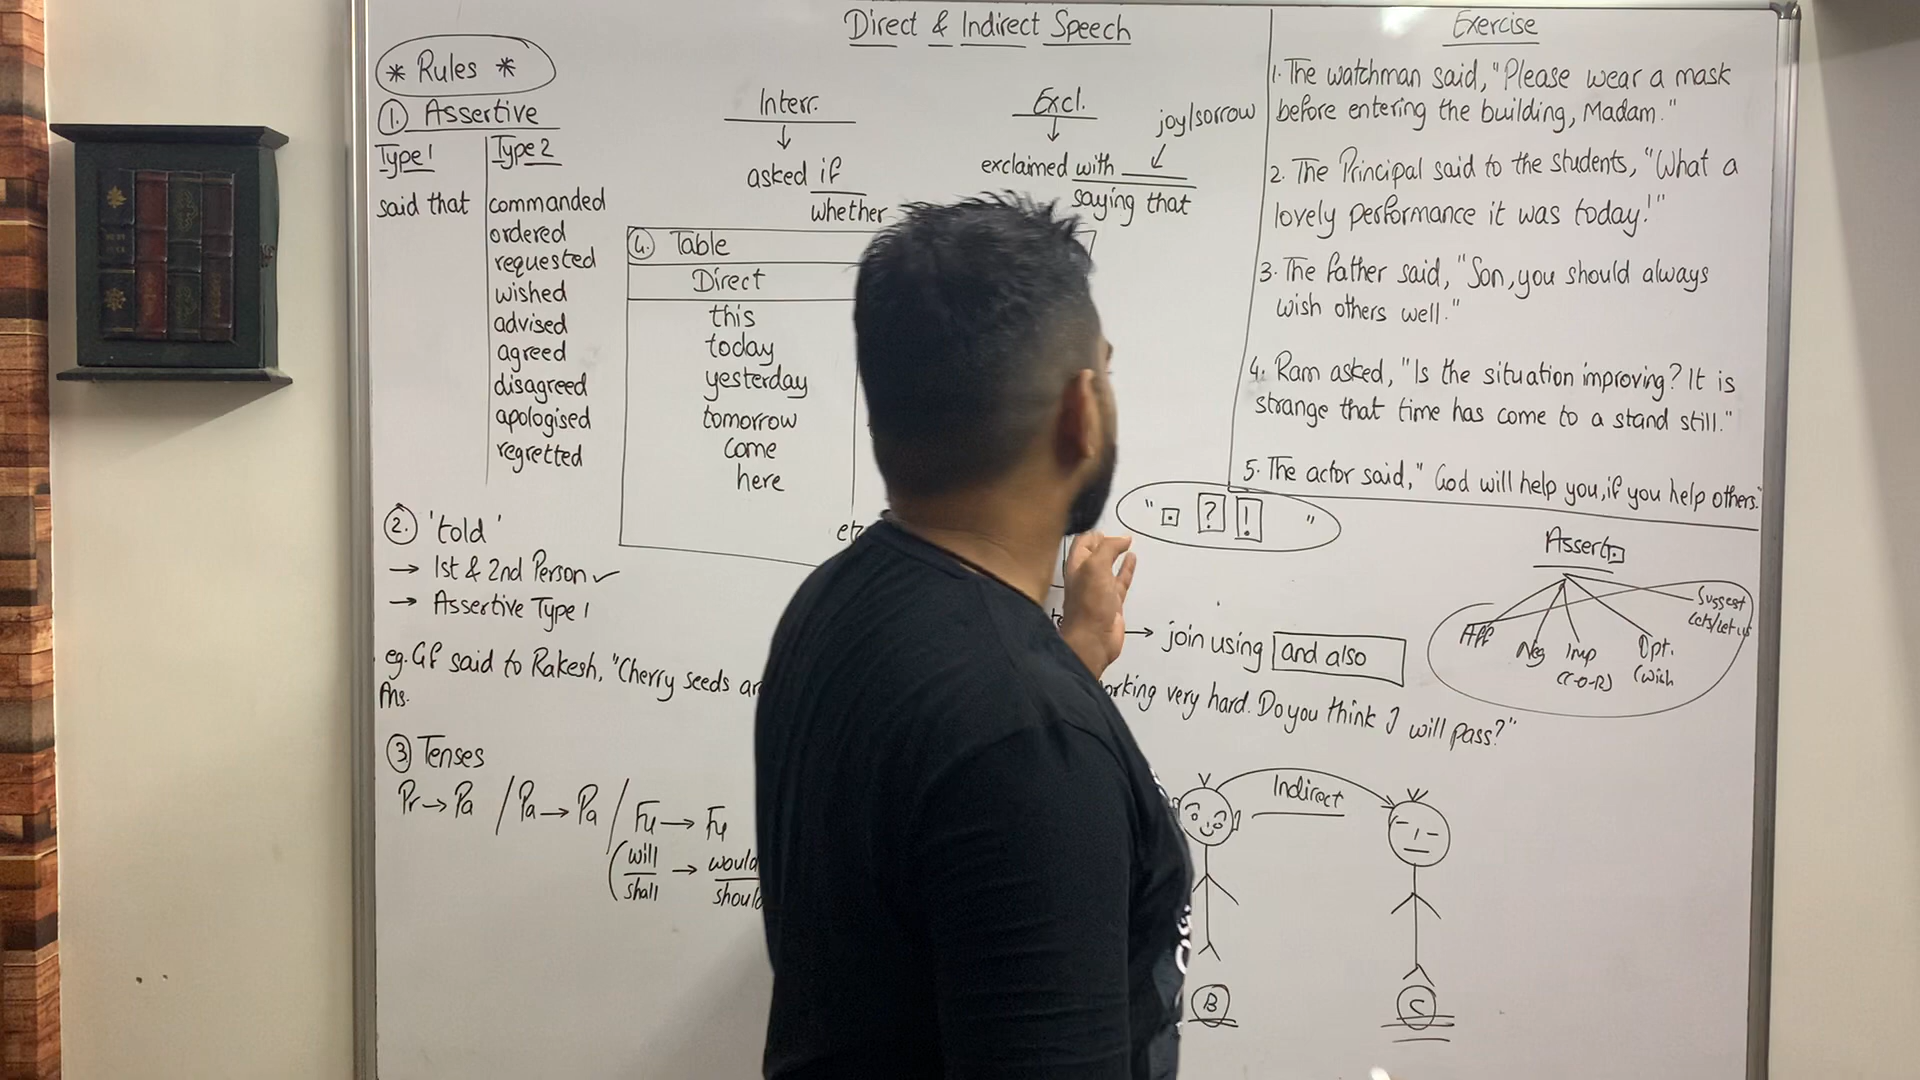 Direct & Indirect Speech
* Rules *
1. Assertive
Type 1
said that
Type 2
commanded
ordered
requested
wished
advised
agreed
disagreed
apologised
regretted
Interr.
asked if
whether
Excl.
joy/sorrow
exclaimed with
saying that
4. Table
Direct
this
today
yesterday
tomorrow
come
here
2. 'told'
→ 1st & 2nd Person ✓
→ Assertive Type 1
→ join using and also
eg. Gf said to Rakesh, "Cherry seeds
very hard. Do you think I will pass?"
Ans.
3 Tenses
Pr → Pa / Pa → Pa / Fu → Fu
(will → would
shall
Exercise
1. The watchman said, "Please wear a mask
before entering the building, Madam."
2. The Principal said to the students, "What a
lovely performance it was today!"
3. The father said, "Son, you should always
wish others well."
4. Ram asked, "Is the situation improving? It is
strange that time has come to a stand still."
5. The actor said, "God will help you, if you help others."
" . ? ! "
Assert.
Aff
Neg
Imp
(C-O-R)
Opt.
(wish
Suggest
Lets/Let us
Indirect
B
S